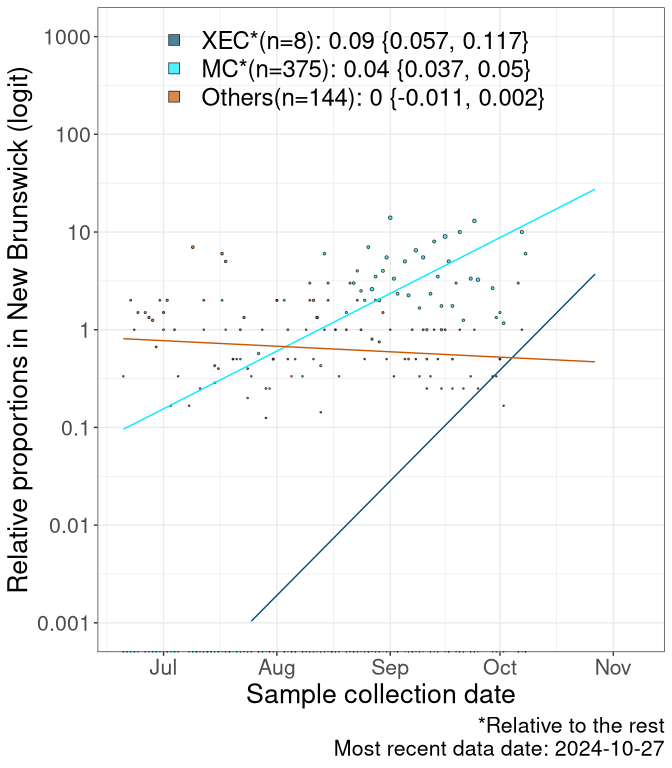 XEC*(n=8): 0.09 {0.057, 0.117}
MC*(n=375): 0.04 {0.037, 0.05}
Others(n=144): 0 {-0.011, 0.002}
Relative proportions in New Brunswick (logit)
1000
100
10
1
0.1
0.01
0.001
Jul Aug Sep Oct Nov
Sample collection date
*Relative to the rest
Most recent data date: 2024-10-27